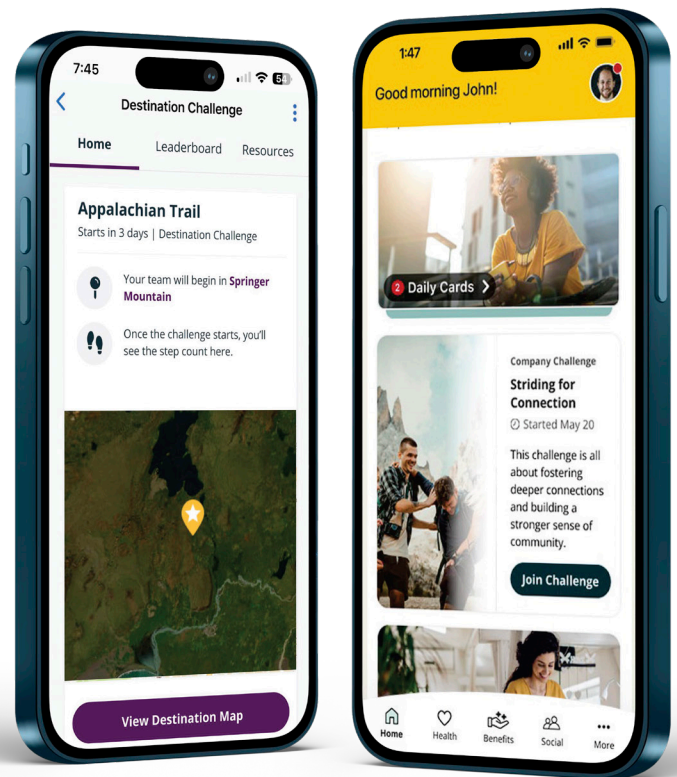 7:45
54
Destination Challenge
Home Leaderboard Resources
Appalachian Trail
Starts in 3 days | Destination Challenge
Your team will begin in Springer
Mountain
Once the challenge starts, you'll
see the step count here.
View Destination Map
1:47
Good morning John!
2 Daily Cards
Company Challenge
Striding for
Connection
Started May 20
This challenge is all
about fostering
deeper connections
and building a
stronger sense of
community.
Join Challenge
Home Health Benefits Social More